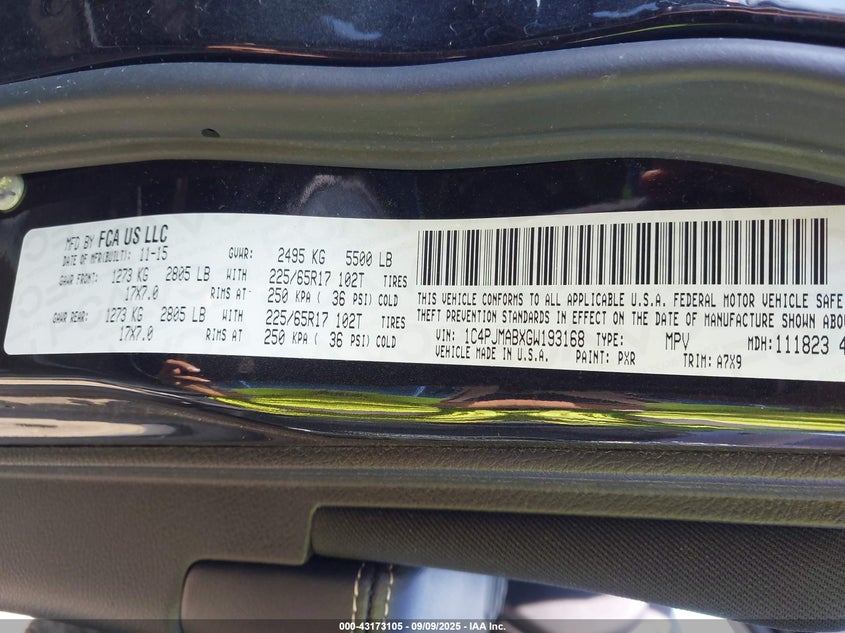 MFD BY FCA US LLC
DATE OF MFR(BUILT): 11-15 GVWR: 2495 KG 5500 LB
GAWR FRONT: 1273 KG 2805 LB WITH 225/65R17 102T TIRES
17X7.0 RIMS AT 250 KPA ( 36 PSI) COLD
GAWR REAR: 1273 KG 2805 LB WITH 225/65R17 102T TIRES
17X7.0 RIMS AT 250 KPA ( 36 PSI) COLD
THIS VEHICLE CONFORMS TO ALL APPLICABLE U.S.A. FEDERAL MOTOR VEHICLE SAFE
THEFT PREVENTION STANDARDS IN EFFECT ON THE DATE OF MANUFACTURE SHOWN ABOV
VIN: 1C4PJMABXGW193168 TYPE: MPV MDH:111823 4
VEHICLE MADE IN U.S.A. PAINT: PXR TRIM: A7X9
000-43173105 - 09/09/2025 - IAA Inc.